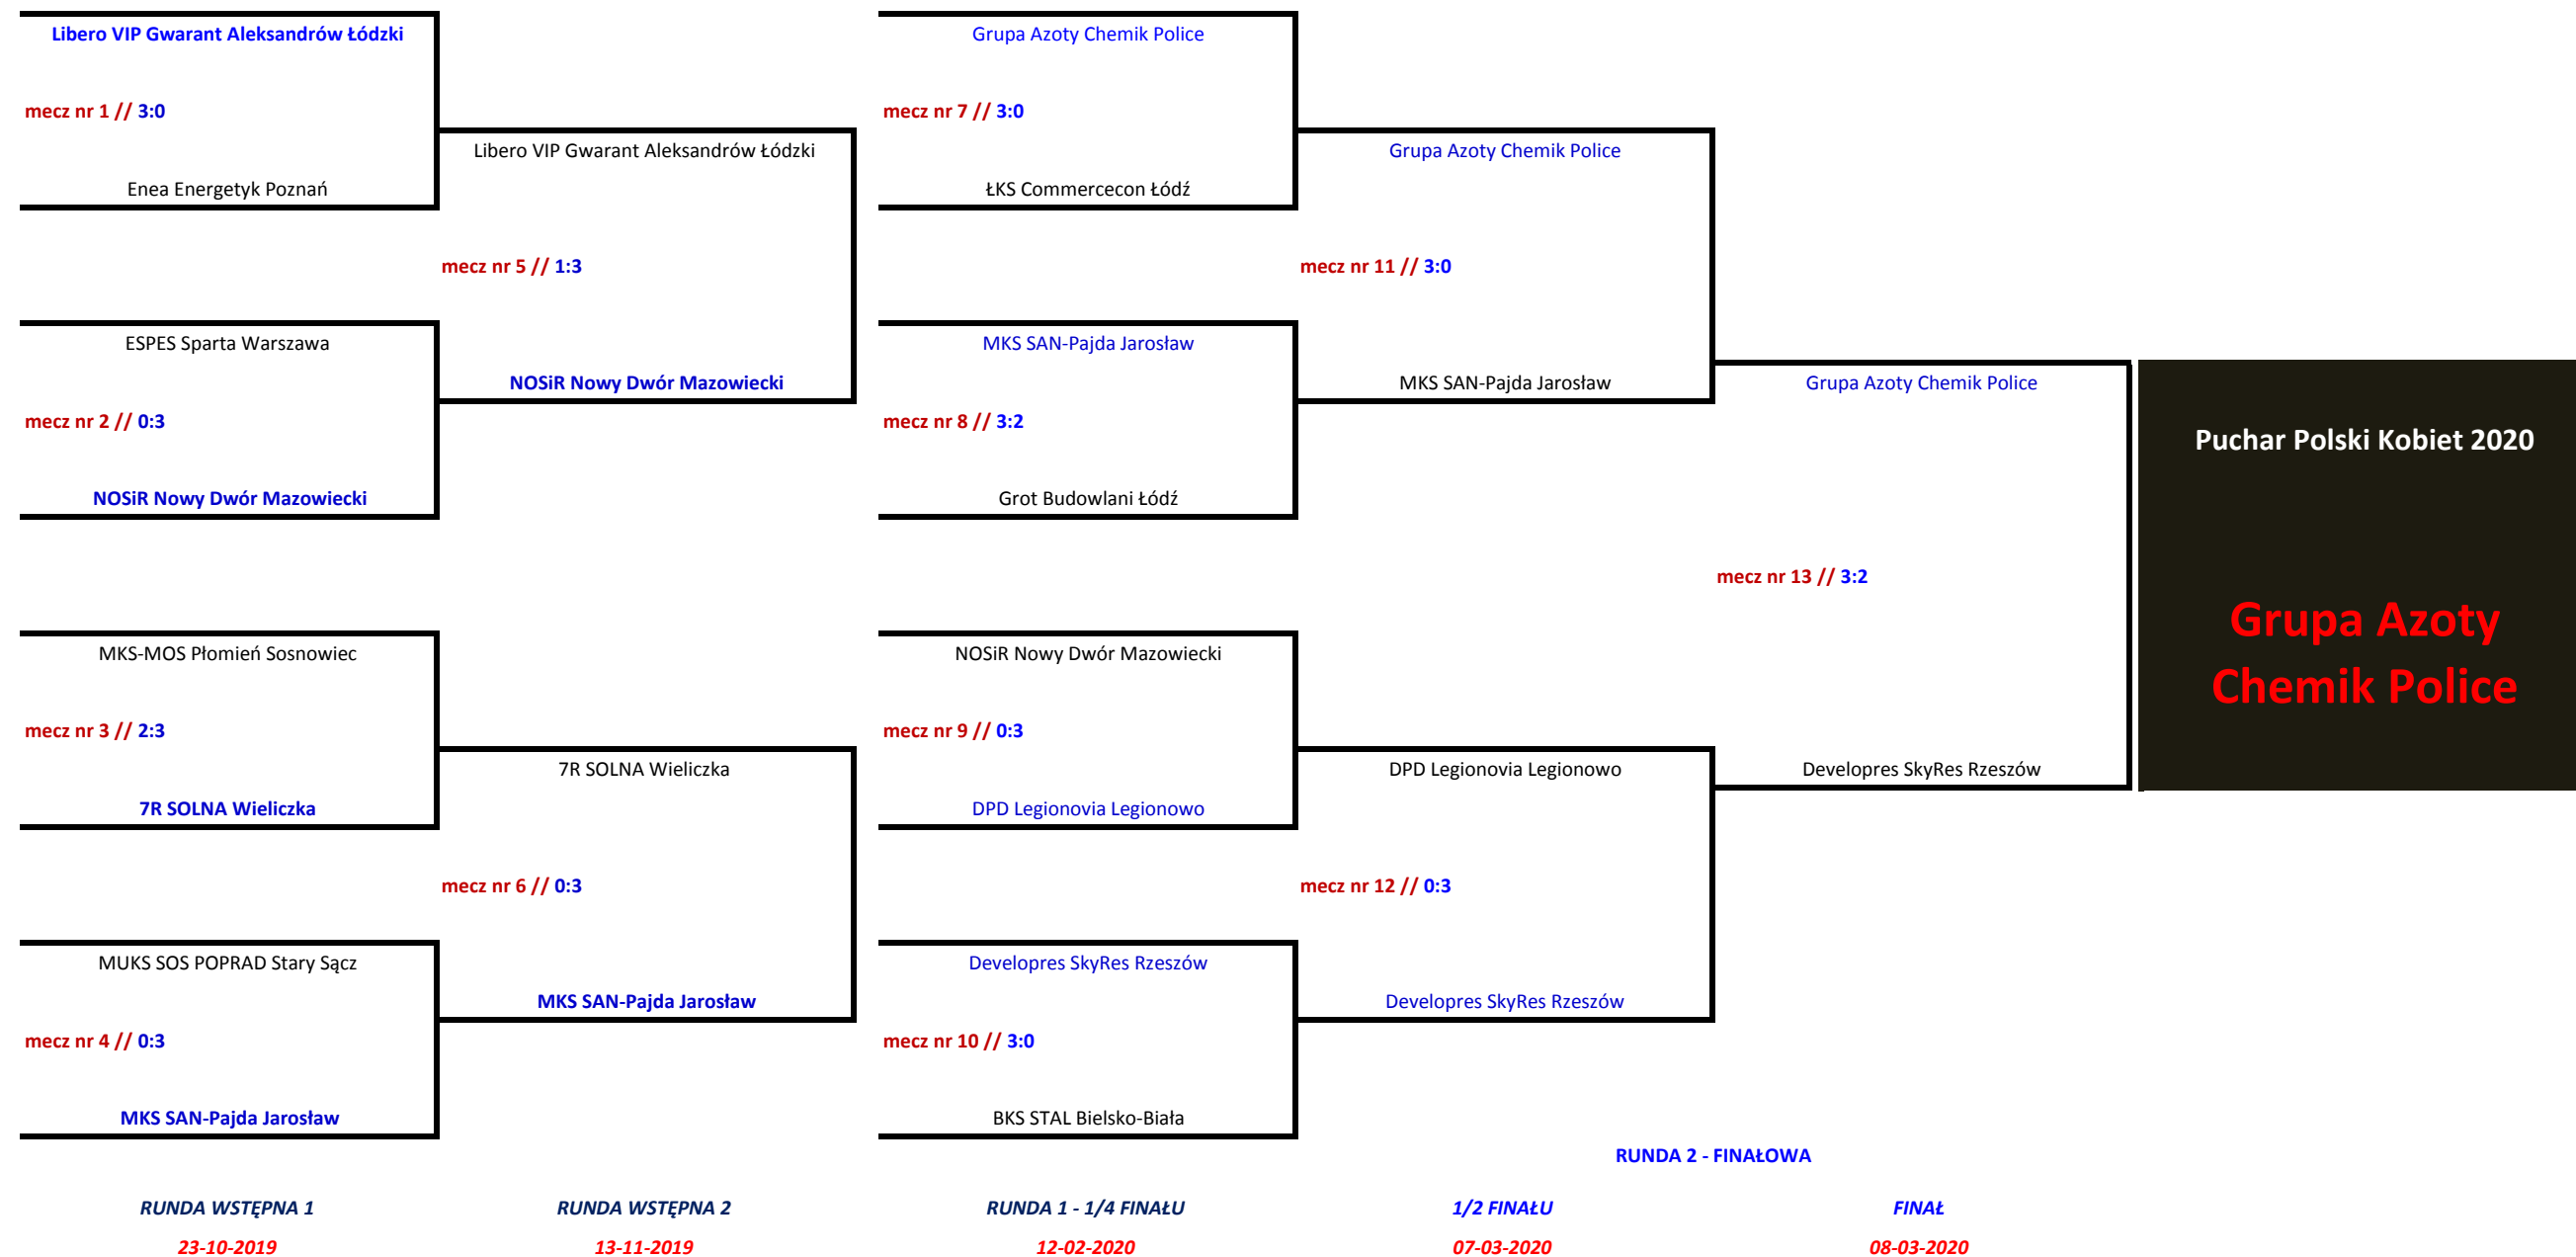 Libero VIP Gwarant Aleksandrów Łódzki
mecz nr 1 // 3:0
Enea Energetyk Poznań
ESPES Sparta Warszawa
mecz nr 2 // 0:3
NOSiR Nowy Dwór Mazowiecki
MKS-MOS Płomień Sosnowiec
mecz nr 3 // 2:3
7R SOLNA Wieliczka
MUKS SOS POPRAD Stary Sącz
mecz nr 4 // 0:3
MKS SAN-Pajda Jarosław
RUNDA WSTĘPNA 1
23-10-2019
Libero VIP Gwarant Aleksandrów Łódzki
mecz nr 5 // 1:3
NOSiR Nowy Dwór Mazowiecki
7R SOLNA Wieliczka
mecz nr 6 // 0:3
MKS SAN-Pajda Jarosław
RUNDA WSTĘPNA 2
13-11-2019
Grupa Azoty Chemik Police
mecz nr 7 // 3:0
ŁKS Commercecon Łódź
MKS SAN-Pajda Jarosław
mecz nr 8 // 3:2
Grot Budowlani Łódź
NOSiR Nowy Dwór Mazowiecki
mecz nr 9 // 0:3
DPD Legionovia Legionowo
Developres SkyRes Rzeszów
mecz nr 10 // 3:0
BKS STAL Bielsko-Biała
RUNDA 1 - 1/4 FINAŁU
12-02-2020
Grupa Azoty Chemik Police
mecz nr 11 // 3:0
MKS SAN-Pajda Jarosław
DPD Legionovia Legionowo
mecz nr 12 // 0:3
Developres SkyRes Rzeszów
RUNDA 2 - FINAŁOWA
1/2 FINAŁU
07-03-2020
Grupa Azoty Chemik Police
mecz nr 13 // 3:2
Developres SkyRes Rzeszów
FINAŁ
08-03-2020
Puchar Polski Kobiet 2020
Grupa Azoty
Chemik Police